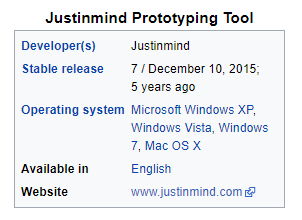 Justinmind Prototyping Tool
Developer(s) Justinmind
Stable release 7 / December 10, 2015;
5 years ago
Operating system Microsoft Windows XP,
Windows Vista, Windows
7, Mac OS X
Available in English
Website www.justinmind.com